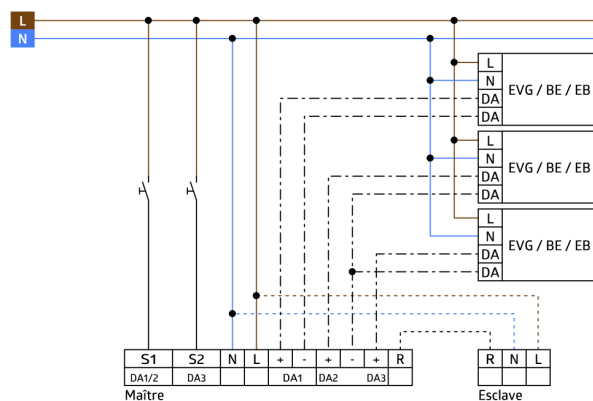 L
N
L
N
DA
DA
EVG / BE / EB
L
N
DA
DA
EVG / BE / EB
L
N
DA
DA
EVG / BE / EB
S1 S2 N L + - + - + R
DA1/2 DA3 DA1 DA2 DA3
Maître
R N L
Esclave